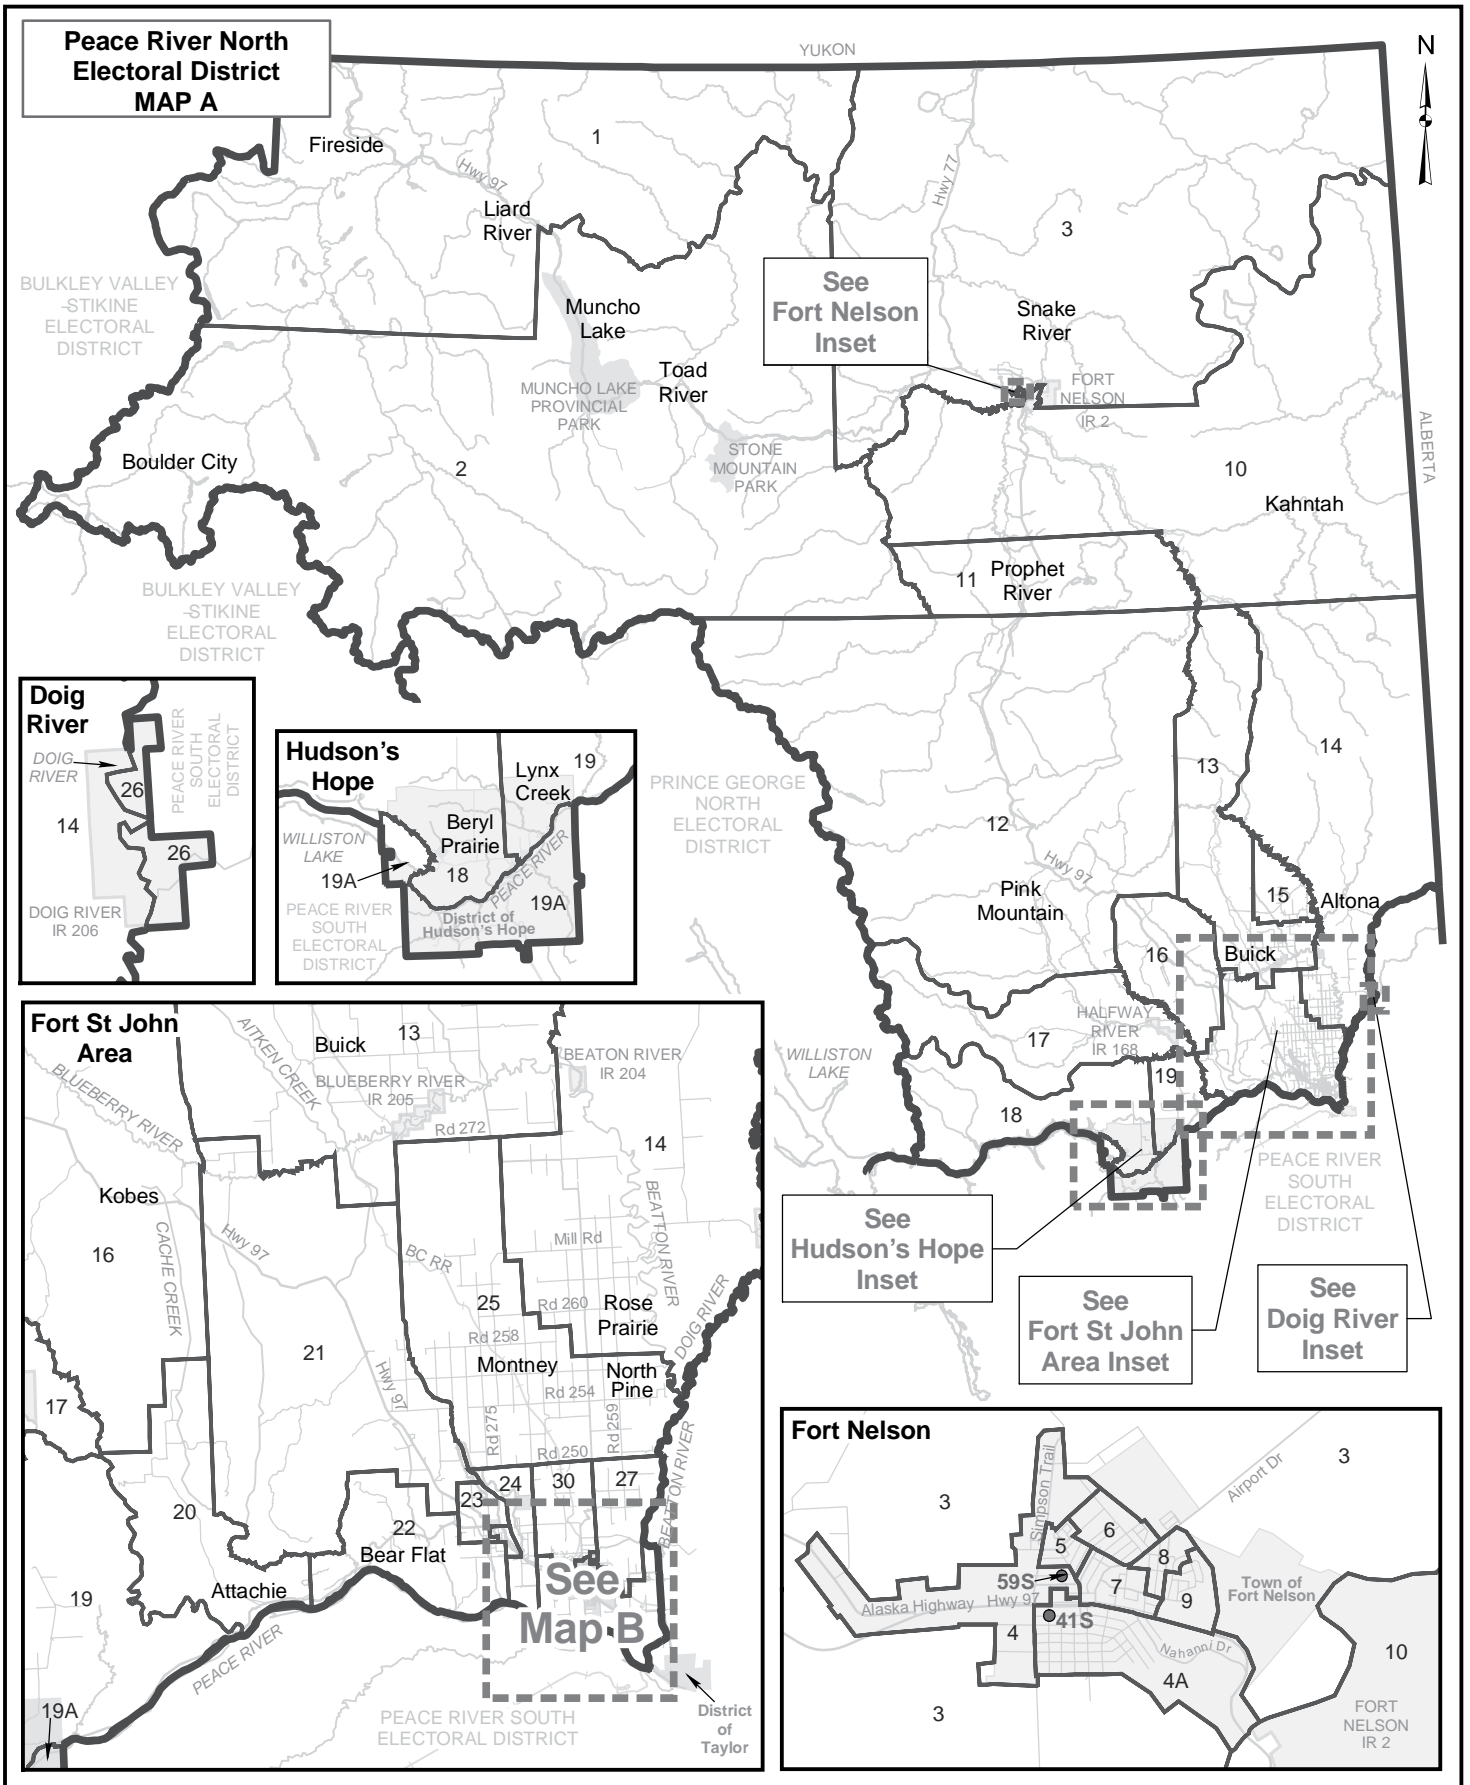 Peace River North
Electoral District
MAP A
YUKON
N
Fireside
1
Hwy 97
Hwy 77
Liard
River
3
BULKLEY VALLEY
-STIKINE
ELECTORAL
DISTRICT
See
Fort Nelson
Inset
Muncho
Lake
Snake
River
Toad
River
MUNCHO LAKE
PROVINCIAL
PARK
FORT
NELSON
IR 2
ALBERTA
STONE
MOUNTAIN
PARK
Boulder City
2
10
Kahntah
BULKLEY VALLEY
-STIKINE
ELECTORAL
DISTRICT
11
Prophet
River
Doig
River
DOIG
RIVER
PEACE RIVER
SOUTH
ELECTORAL
DISTRICT
26
14
26
DOIG RIVER
IR 206
Hudson's
Hope
19
Lynx
Creek
Beryl
Prairie
WILLISTON
LAKE
19A
18
PEACE RIVER
19A
PEACE RIVER
SOUTH
ELECTORAL
DISTRICT
District of
Hudson's Hope
PRINCE GEORGE
NORTH
ELECTORAL
DISTRICT
14
13
12
Hwy 97
Pink
Mountain
15
Altona
16
Buick
HALFWAY
RIVER
IR 168
17
WILLISTON
LAKE
19
18
PEACE RIVER
SOUTH
ELECTORAL
DISTRICT
See
Hudson's Hope
Inset
See
Fort St John
Area Inset
See
Doig River
Inset
Fort St John
Area
AITKEN CREEK
Buick
13
BEATON RIVER
IR 204
BLUEBERRY RIVER
BLUEBERRY RIVER
IR 205
Rd 272
14
Kobes
BEATTON RIVER
CACHE CREEK
16
Hwy 97
BC RR
Mill Rd
25
Rd 260
Rose
Prairie
DOIG RIVER
Rd 258
21
Montney
North
Pine
Hwy 97
Rd 254
17
Rd 275
Rd 259
Rd 250
BEATTON RIVER
24
30
27
23
20
22
Bear Flat
BEATTON RIVER
See
Map B
Attachie
19
PEACE RIVER
19A
PEACE RIVER SOUTH
ELECTORAL DISTRICT
District
of
Taylor
Fort Nelson
Simpson Trail
Airport Dr
3
3
6
5
8
59S
7
9
Town of
Fort Nelson
Alaska Highway
Hwy 97
41S
4
Nahanni Dr
10
4A
3
FORT
NELSON
IR 2